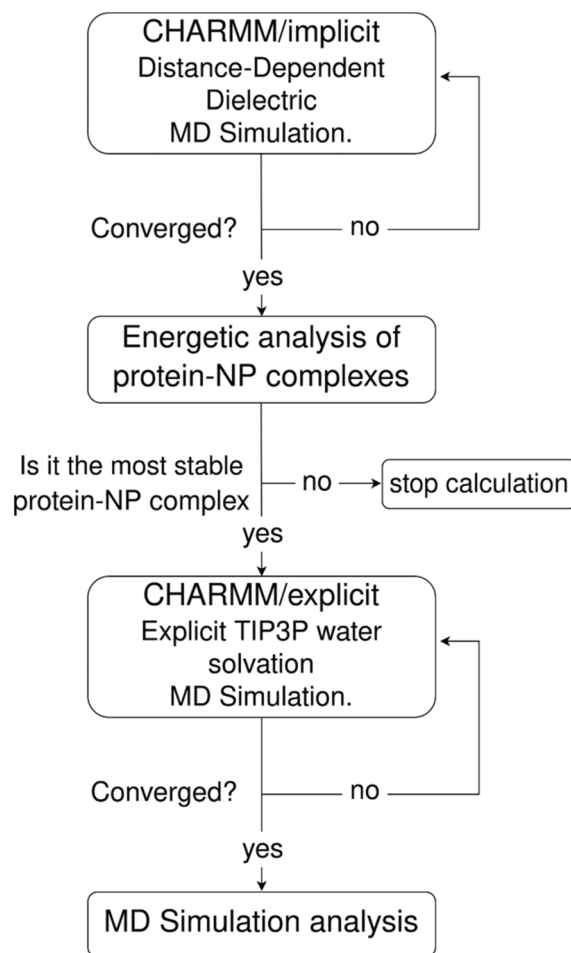 CHARMM/implicit
Distance-Dependent
Dielectric
MD Simulation.
Converged?
no
yes
Energetic analysis of
protein-NP complexes
Is it the most stable
protein-NP complex
no
stop calculation
yes
CHARMM/explicit
Explicit TIP3P water
solvation
MD Simulation.
Converged?
no
yes
MD Simulation analysis